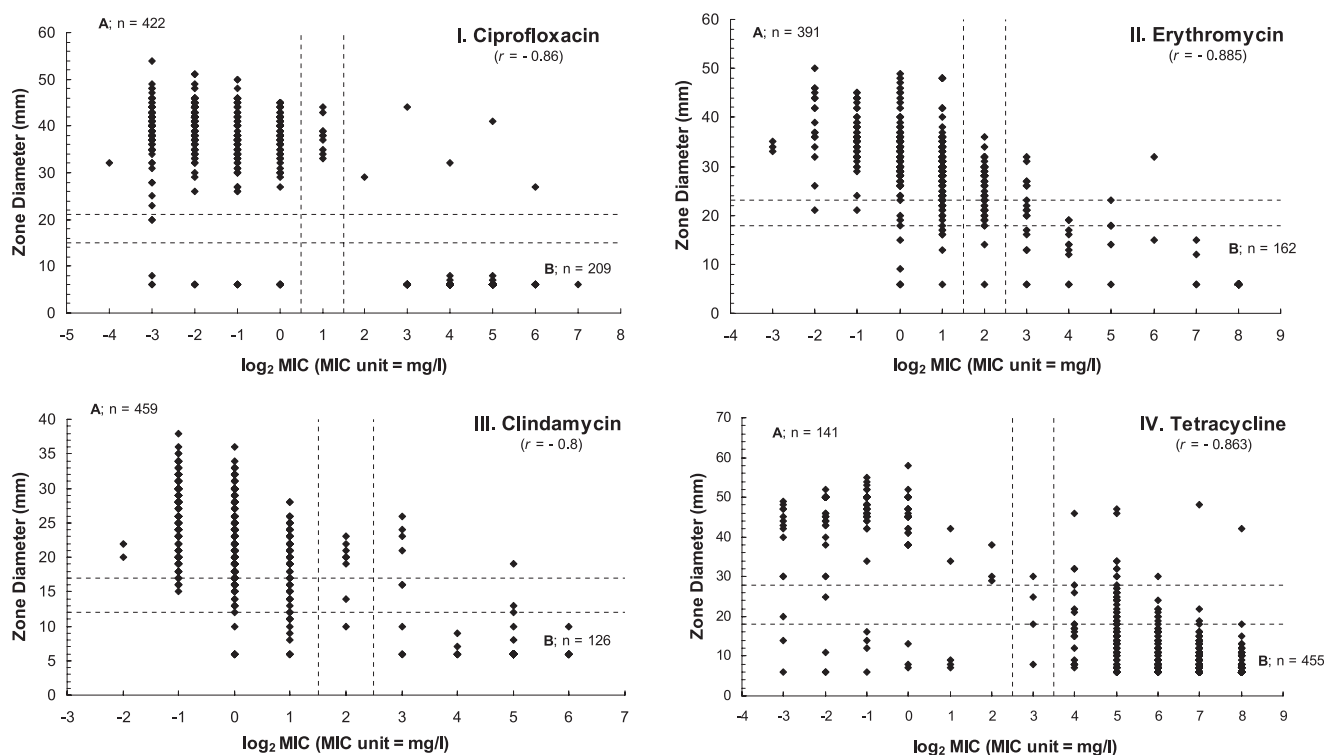 A; n = 422
I. Ciprofloxacin
(r = - 0.86)
Zone Diameter (mm)
60
50
40
30
20
10
0
B; n = 209
-5 -4 -3 -2 -1 0 1 2 3 4 5 6 7 8
log₂ MIC (MIC unit = mg/l)
A; n = 391
II. Erythromycin
(r = - 0.885)
Zone Diameter (mm)
60
50
40
30
20
10
0
B; n = 162
-4 -3 -2 -1 0 1 2 3 4 5 6 7 8 9
log₂ MIC (MIC unit = mg/l)
A; n = 459
III. Clindamycin
(r = - 0.8)
Zone Diameter (mm)
40
35
30
25
20
15
10
5
0
B; n = 126
-3 -2 -1 0 1 2 3 4 5 6 7
log₂ MIC (MIC unit = mg/l)
A; n = 141
IV. Tetracycline
(r = - 0.863)
Zone Diameter (mm)
70
60
50
40
30
20
10
0
B; n = 455
-4 -3 -2 -1 0 1 2 3 4 5 6 7 8 9
log₂ MIC (MIC unit = mg/l)